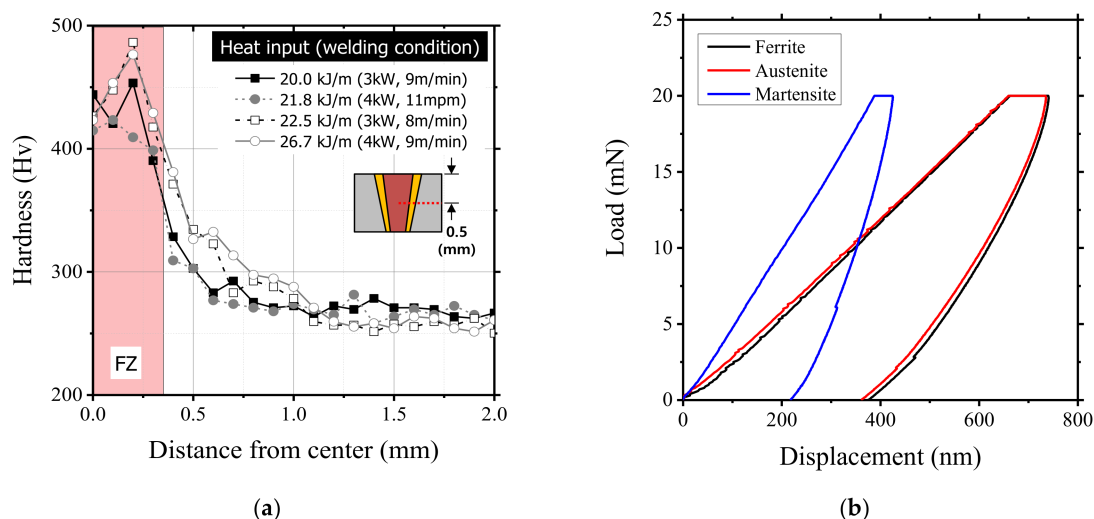 500
400
300
200
Hardness (Hv)
Heat input (welding condition)
20.0 kJ/m (3kW, 9m/min)
21.8 kJ/m (4kW, 11mpm)
22.5 kJ/m (3kW, 8m/min)
26.7 kJ/m (4kW, 9m/min)
0.5
(mm)
FZ
0.0
0.5
1.0
1.5
2.0
Distance from center (mm)
(a)
25
20
15
10
5
0
Load (mN)
Ferrite
Austenite
Martensite
0
200
400
600
800
Displacement (nm)
(b)